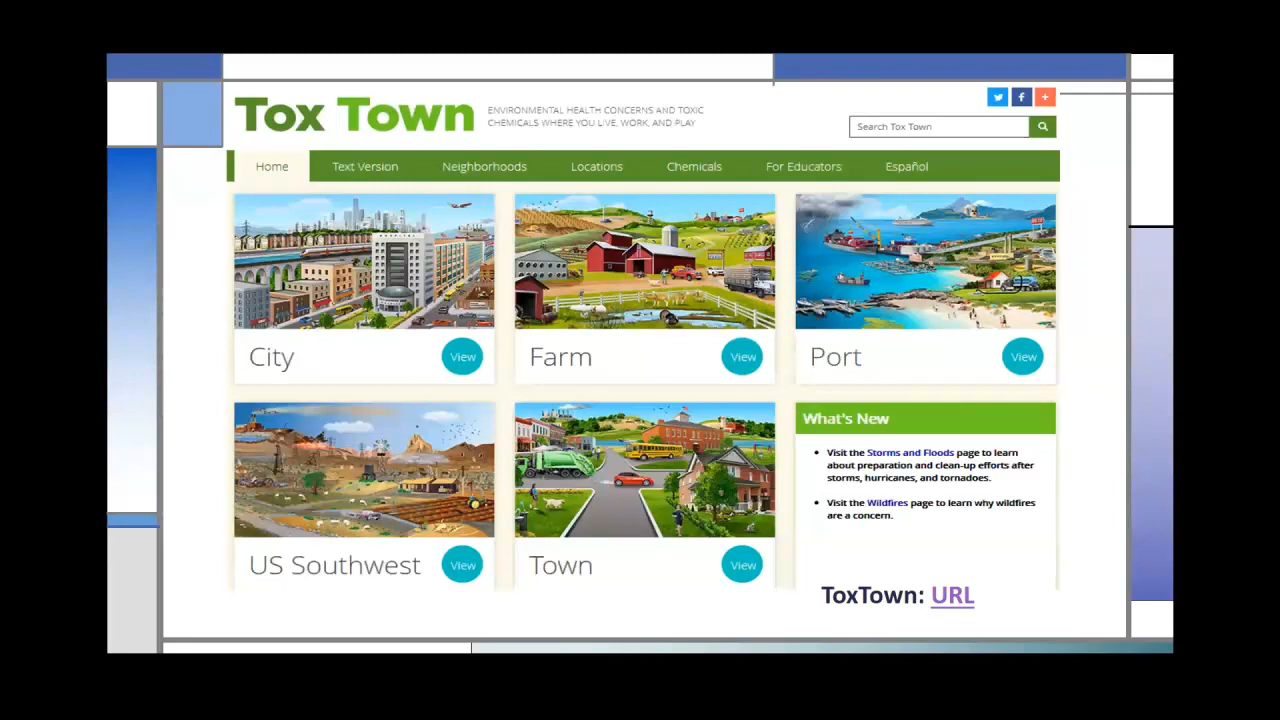 Tox Town
ENVIRONMENTAL HEALTH CONCERNS AND TOXIC
CHEMICALS WHERE YOU LIVE, WORK, AND PLAY
Search Tox Town
Home Text Version Neighborhoods Locations Chemicals For Educators Español
City View
Farm View
Port View
US Southwest View
Town View
What's New
• Visit the Storms and Floods page to learn
about preparation and clean-up efforts after
storms, hurricanes, and tornadoes.
• Visit the Wildfires page to learn why wildfires
are a concern.
ToxTown: URL